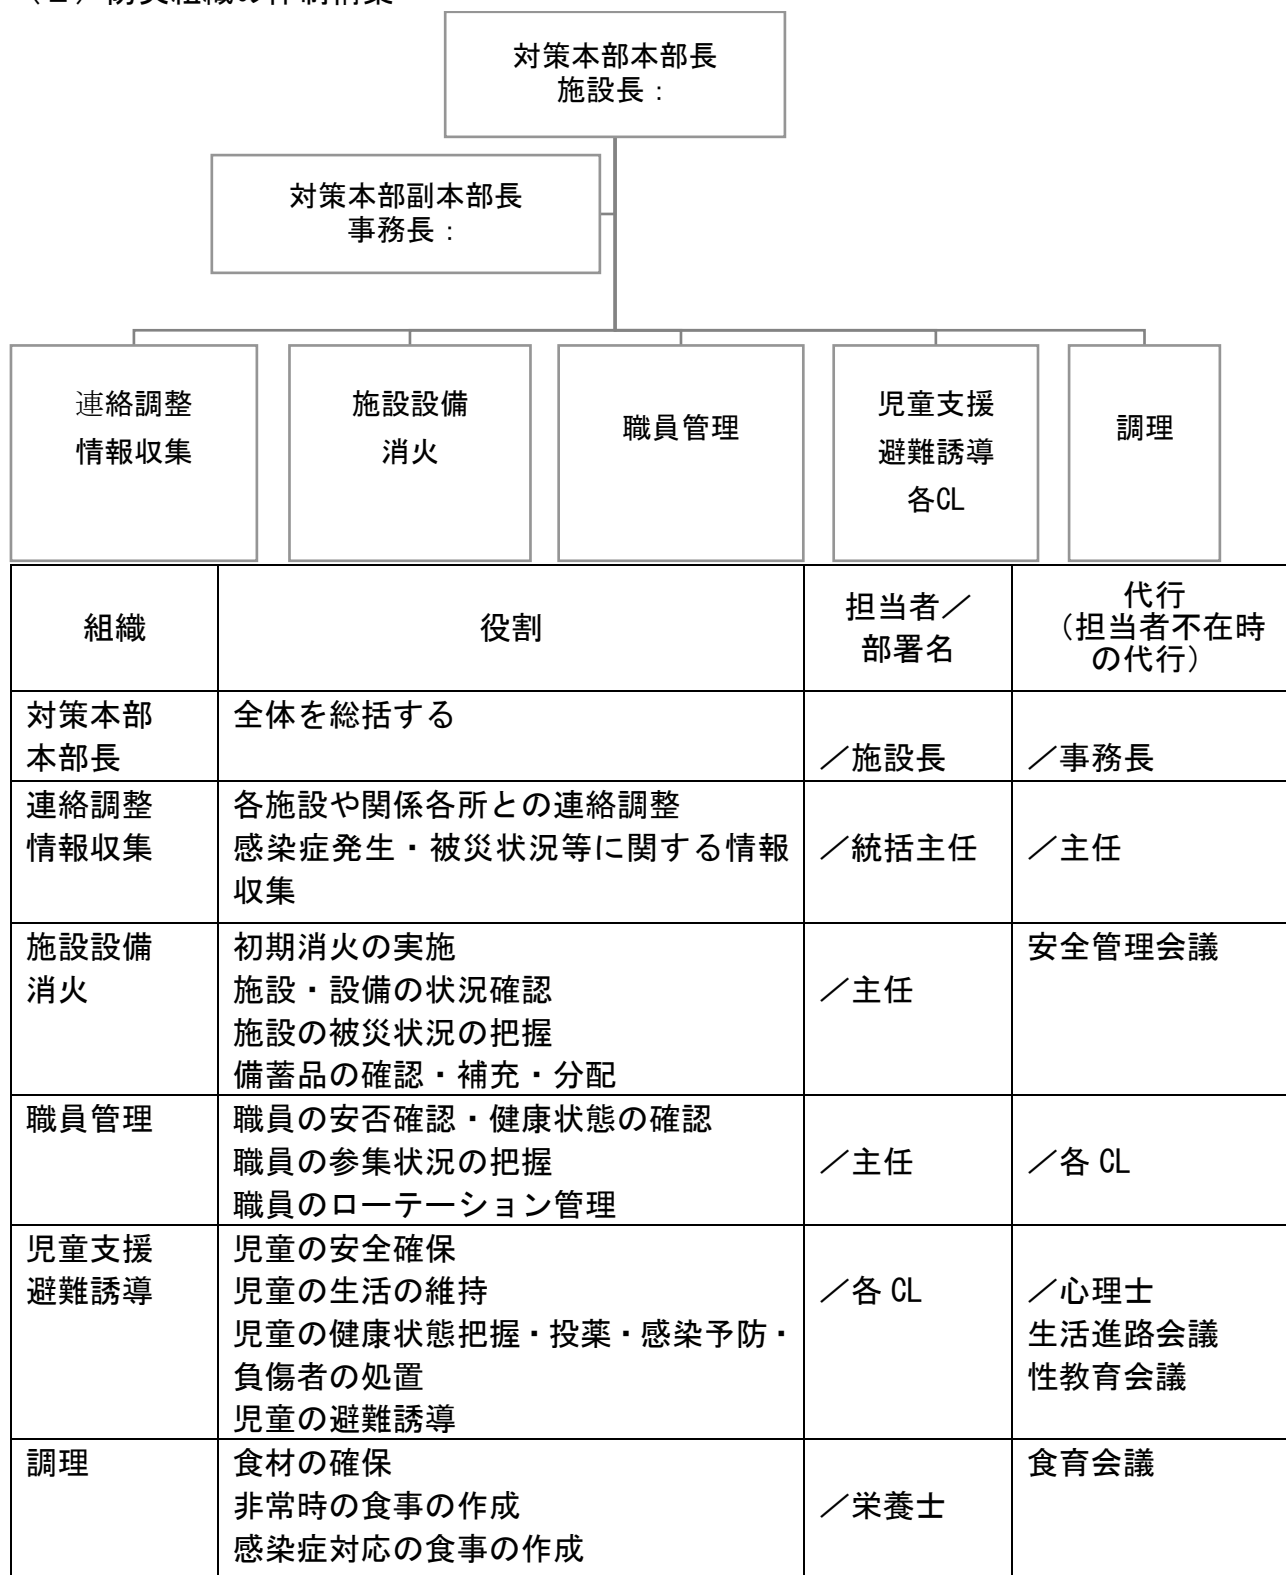 対策本部本部長
施設長：
対策本部副本部長
事務長：
連絡調整
情報収集
施設設備
消火
職員管理
児童支援
避難誘導
各CL
調理
組織
役割
担当者／
部署名
代行
（担当者不在時
の代行）
対策本部
本部長
全体を総括する
／施設長
／事務長
連絡調整
情報収集
各施設や関係各所との連絡調整
感染症発生・被災状況等に関する情報
収集
／統括主任
／主任
施設設備
消火
初期消火の実施
施設・設備の状況確認
施設の被災状況の把握
備蓄品の確認・補充・分配
／主任
安全管理会議
職員管理
職員の安否確認・健康状態の確認
職員の参集状況の把握
職員のローテーション管理
／主任
／各 CL
児童支援
避難誘導
児童の安全確保
児童の生活の維持
児童の健康状態把握・投薬・感染予防・
負傷者の処置
児童の避難誘導
／各 CL
／心理士
生活進路会議
性教育会議
調理
食材の確保
非常時の食事の作成
感染症対応の食事の作成
／栄養士
食育会議